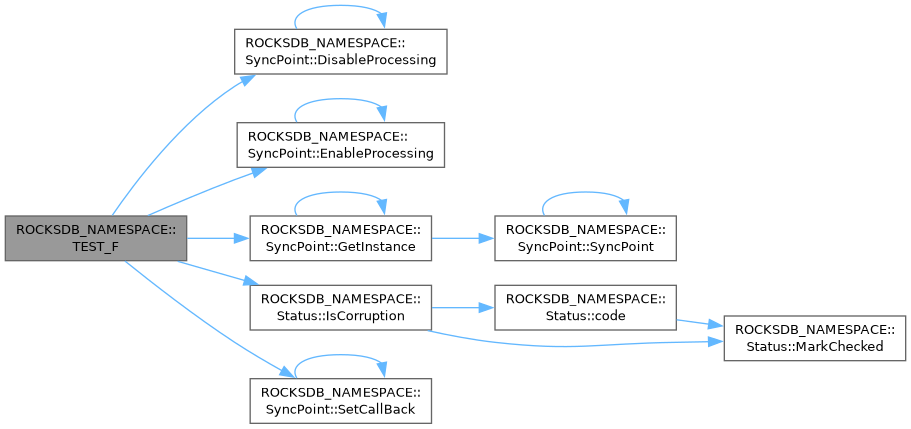 ROCKSDB_NAMESPACE::
SyncPoint::DisableProcessing
ROCKSDB_NAMESPACE::
SyncPoint::EnableProcessing
ROCKSDB_NAMESPACE::
TEST_F
ROCKSDB_NAMESPACE::
SyncPoint::GetInstance
ROCKSDB_NAMESPACE::
SyncPoint::SyncPoint
ROCKSDB_NAMESPACE::
Status::IsCorruption
ROCKSDB_NAMESPACE::
Status::code
ROCKSDB_NAMESPACE::
Status::MarkChecked
ROCKSDB_NAMESPACE::
SyncPoint::SetCallBack